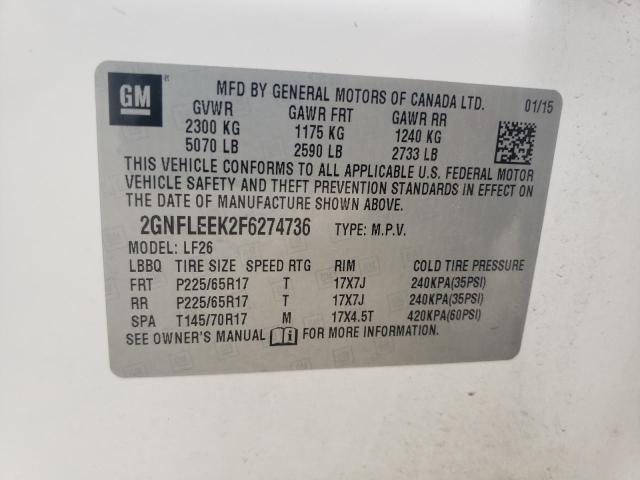 GM
MFD BY GENERAL MOTORS OF CANADA LTD. 01/15
GVWR GAWR FRT GAWR RR
2300 KG 1175 KG 1240 KG
5070 LB 2590 LB 2733 LB
THIS VEHICLE CONFORMS TO ALL APPLICABLE U.S. FEDERAL MOTOR
VEHICLE SAFETY AND THEFT PREVENTION STANDARDS IN EFFECT ON
THE DATE OF MANUFACTURE SHOWN ABOVE.
2GNFLEEK2F6274736 TYPE: M.P.V.
MODEL: LF26
LBBQ TIRE SIZE SPEED RTG RIM COLD TIRE PRESSURE
FRT P225/65R17 T 17X7J 240KPA(35PSI)
RR P225/65R17 T 17X7J 240KPA(35PSI)
SPA T145/70R17 M 17X4.5T 420KPA(60PSI)
SEE OWNER'S MANUAL i FOR MORE INFORMATION.